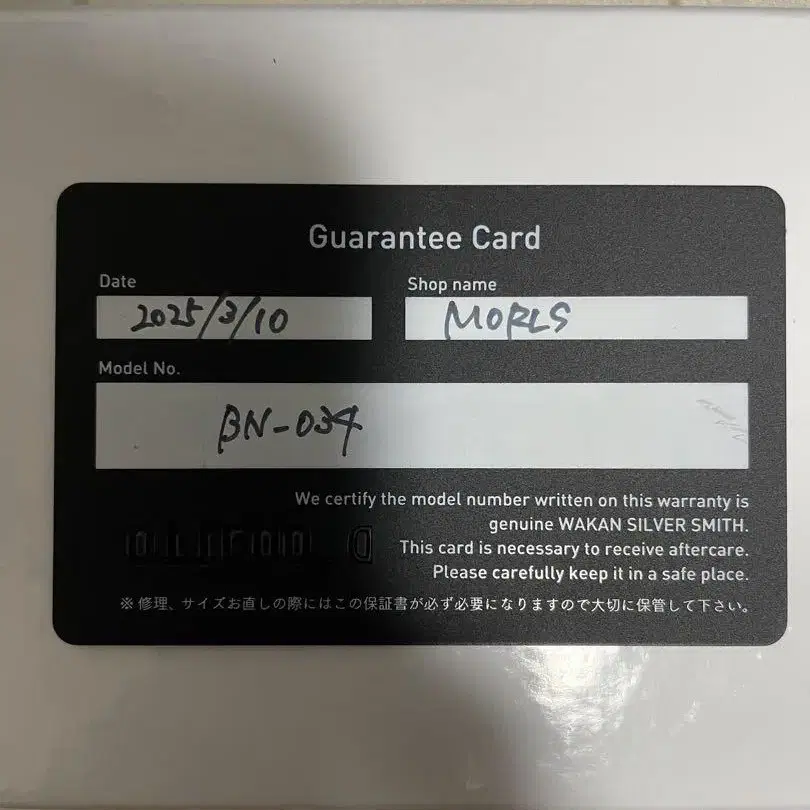 Guarantee Card
Date
Shop name
2025/3/10
MORLS
Model No.
BN-034
We certify the model number written on this warranty is
genuine WAKAN SILVER SMITH.
This card is necessary to receive aftercare.
Please carefully keep it in a safe place.
※ 修理、サイズお直しの際にはこの保証書が必ず必要になりますので大切に保管して下さい。